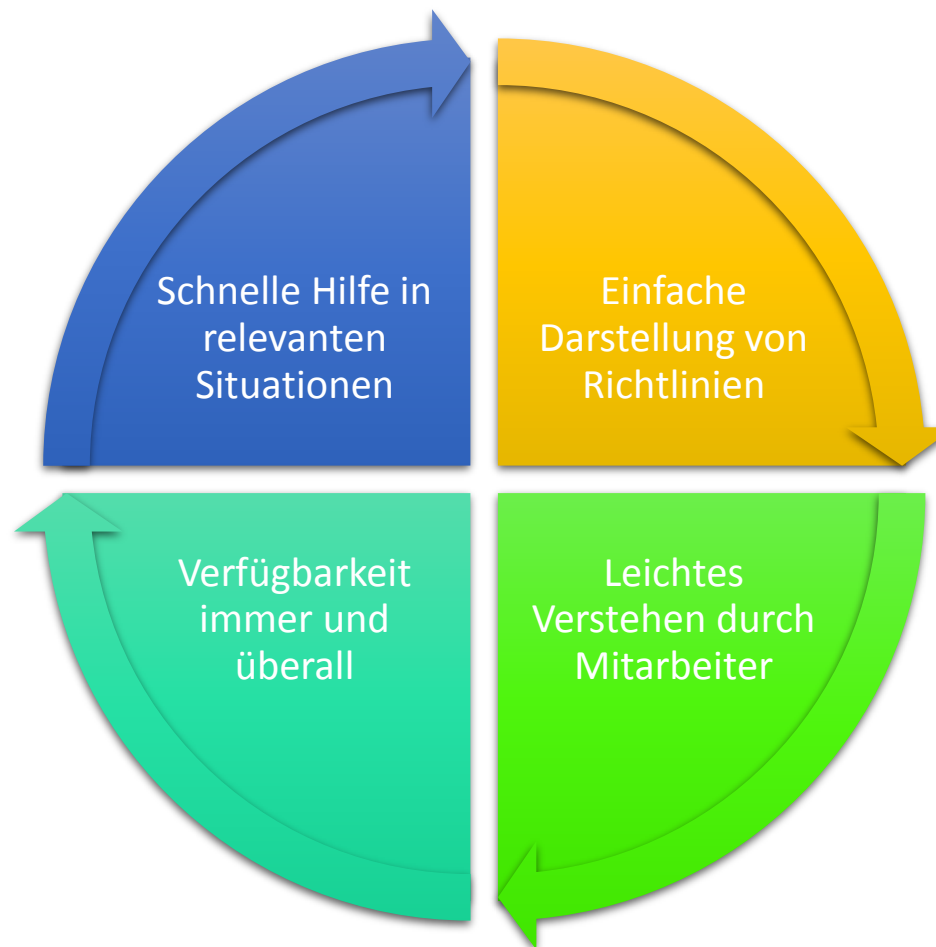 Schnelle Hilfe in
relevanten
Situationen
Einfache
Darstellung von
Richtlinien
Verfügbarkeit
immer und
überall
Leichtes
Verstehen durch
Mitarbeiter